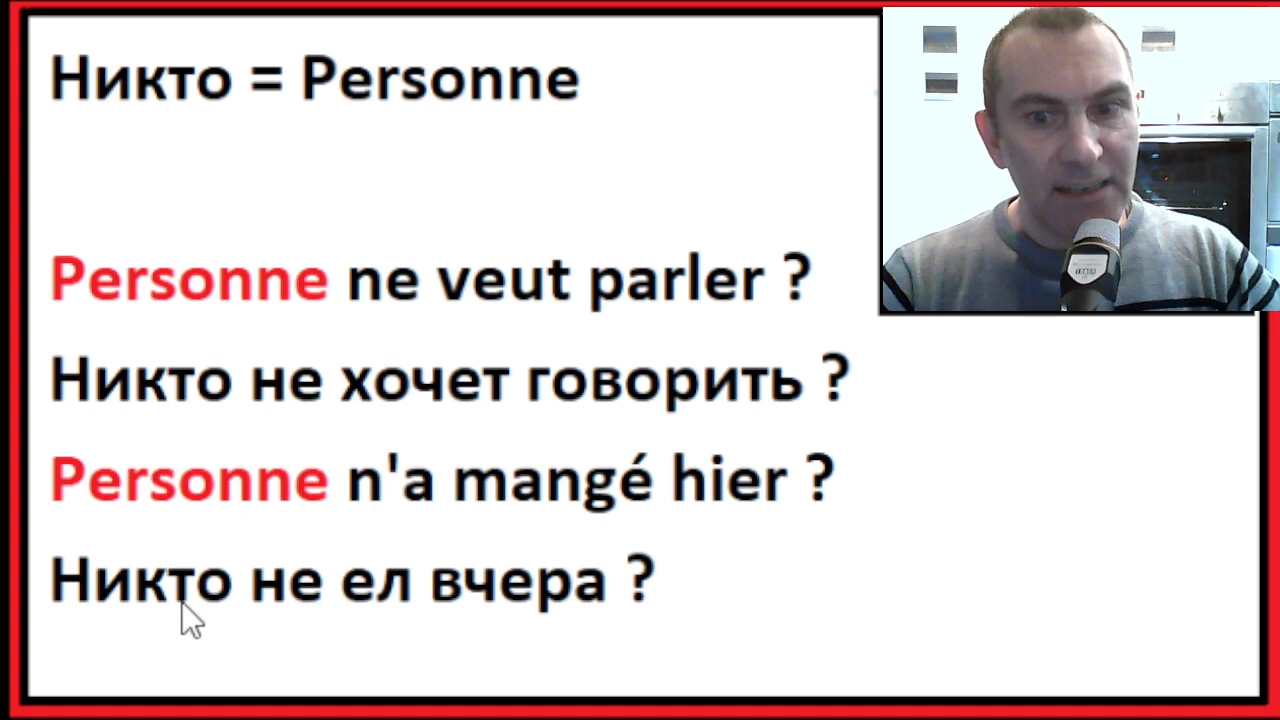 Никто = Personne
Personne ne veut parler ?
Никто не хочет говорить ?
Personne n'a mangé hier ?
Никто не ел вчера ?